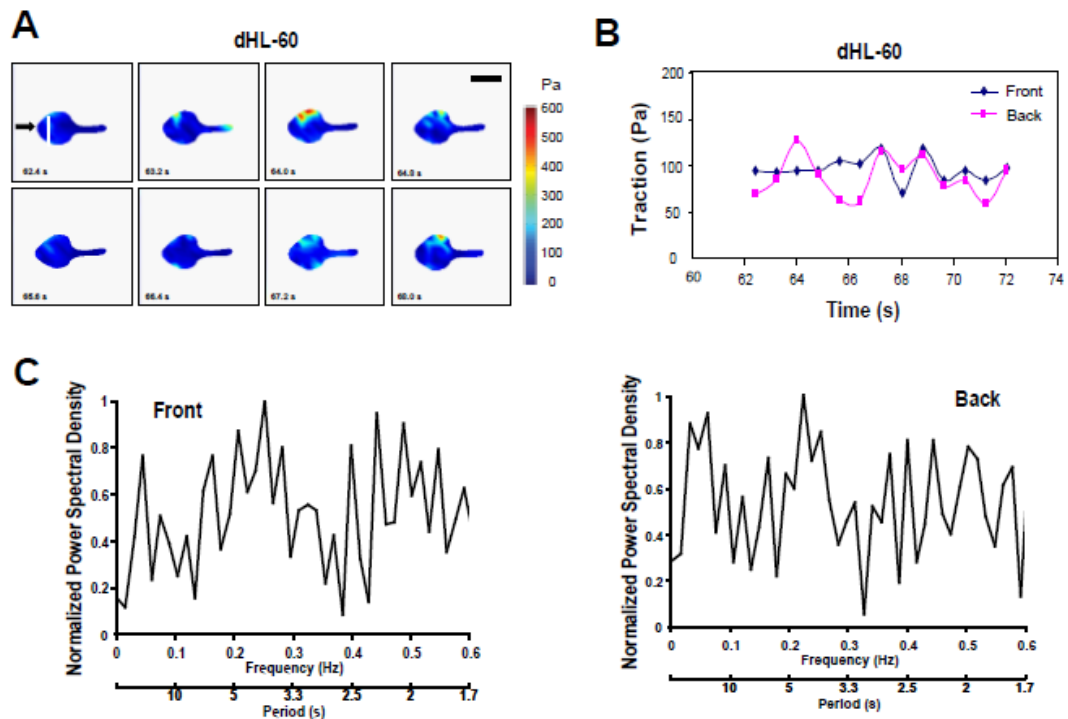 A
dHL-60
Pa
600
500
400
300
200
100
0
62.4 s
63.2 s
64.0 s
64.8 s
65.6 s
66.4 s
67.2 s
68.0 s
B
dHL-60
Traction (Pa)
200
150
100
50
0
60 62 64 66 68 70 72 74
Time (s)
Front
Back
C
Front
Normalized Power Spectral Density
1
0.8
0.6
0.4
0.2
0
0 0.1 0.2 0.3 0.4 0.5 0.6
Frequency (Hz)
10 5 3.3 2.5 2 1.7
Period (s)
Back
Normalized Power Spectral Density
1
0.8
0.6
0.4
0.2
0
0 0.1 0.2 0.3 0.4 0.5 0.6
Frequency (Hz)
10 5 3.3 2.5 2 1.7
Period (s)